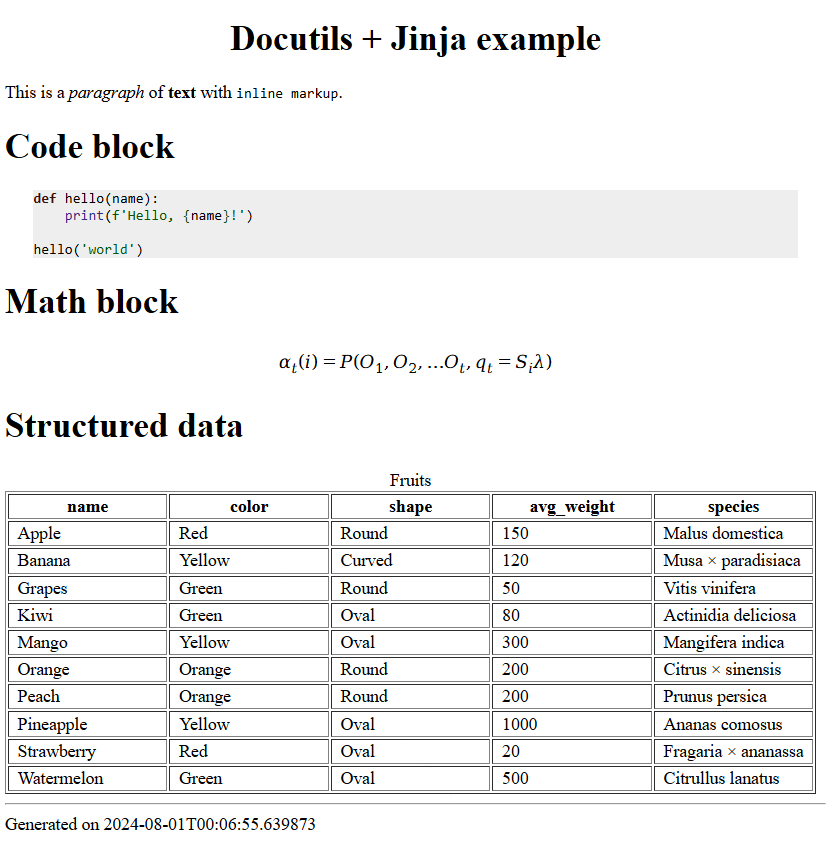 Docutils + Jinja example
This is a paragraph of text with inline markup.
Code block
def hello(name):
    print(f'Hello, {name}!')
hello('world')
Math block
α_t(i) = P(O_1, O_2, …O_t, q_t = S_iλ)
Structured data
Fruits
name color shape avg_weight species
Apple Red Round 150 Malus domestica
Banana Yellow Curved 120 Musa × paradisiaca
Grapes Green Round 50 Vitis vinifera
Kiwi Green Oval 80 Actinidia deliciosa
Mango Yellow Oval 300 Mangifera indica
Orange Orange Round 200 Citrus × sinensis
Peach Orange Round 200 Prunus persica
Pineapple Yellow Oval 1000 Ananas comosus
Strawberry Red Oval 20 Fragaria × ananassa
Watermelon Green Oval 500 Citrullus lanatus
Generated on 2024-08-01T00:06:55.639873